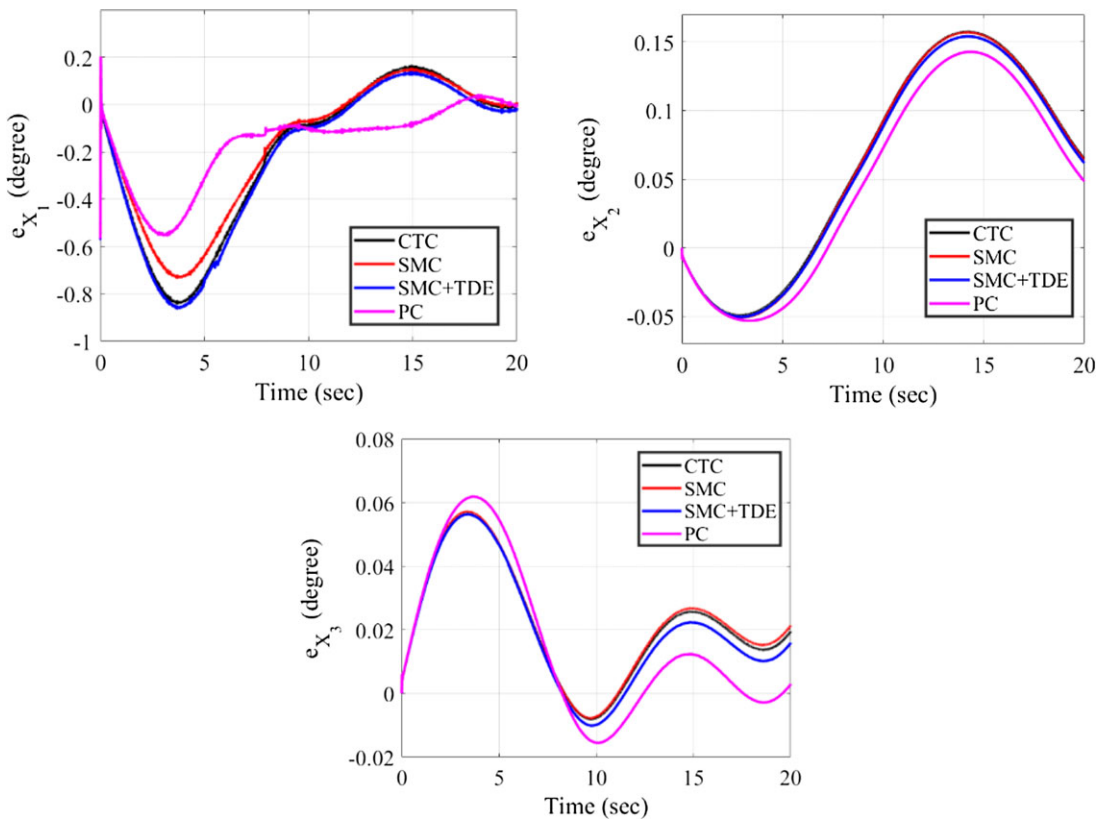 0.2
0
-0.2
-0.4
-0.6
-0.8
-1
e X1 (degree)
0 5 10 15 20
Time (sec)
CTC
SMC
SMC+TDE
PC
0.15
0.1
0.05
0
-0.05
e X2 (degree)
0 5 10 15 20
Time (sec)
CTC
SMC
SMC+TDE
PC
0.08
0.06
0.04
0.02
0
-0.02
e X3 (degree)
0 5 10 15 20
Time (sec)
CTC
SMC
SMC+TDE
PC